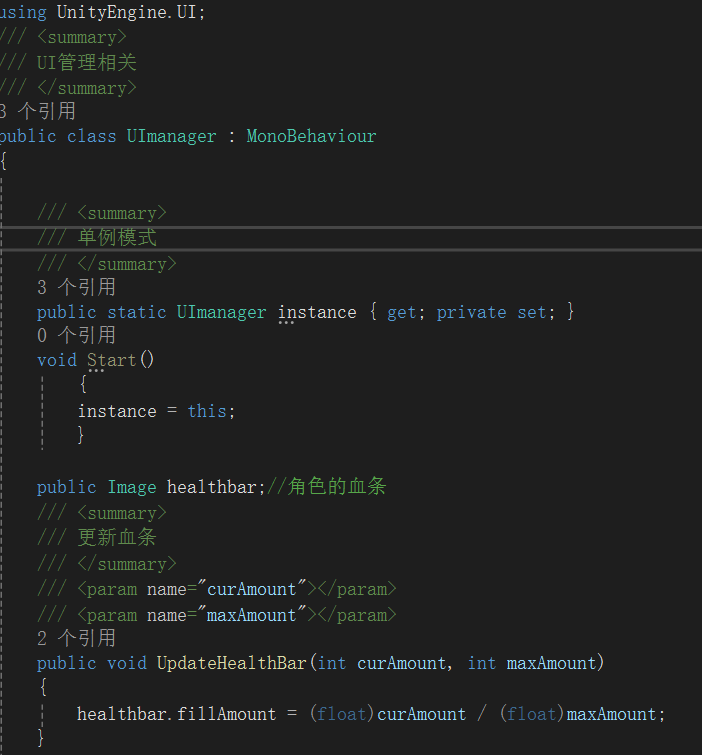 using UnityEngine.UI;
/// <summary>
/// UI管理相关
/// </summary>
3 个引用
public class UImanager : MonoBehaviour
{
/// <summary>
/// 单例模式
/// </summary>
3 个引用
public static UImanager instance { get; private set; }
0 个引用
void Start()
{
instance = this;
}
public Image healthbar;//角色的血条
/// <summary>
/// 更新血条
/// </summary>
/// <param name="curAmount"></param>
/// <param name="maxAmount"></param>
2 个引用
public void UpdateHealthBar(int curAmount, int maxAmount)
{
healthbar.fillAmount = (float)curAmount / (float)maxAmount;
}